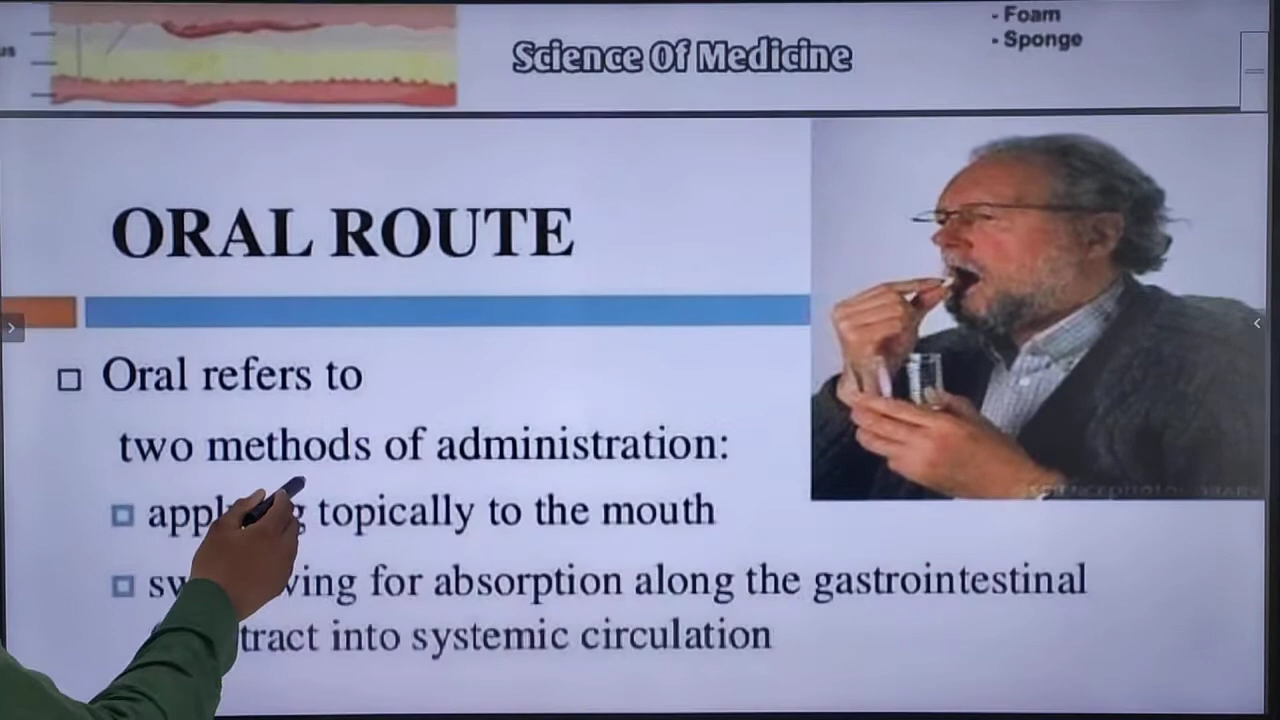 - Foam
Science Of Medicine
- Sponge
ORAL ROUTE
Oral refers to
two methods of administration:
topically to the mouth
for absorption along the gastrointestinal
tract into systemic circulation